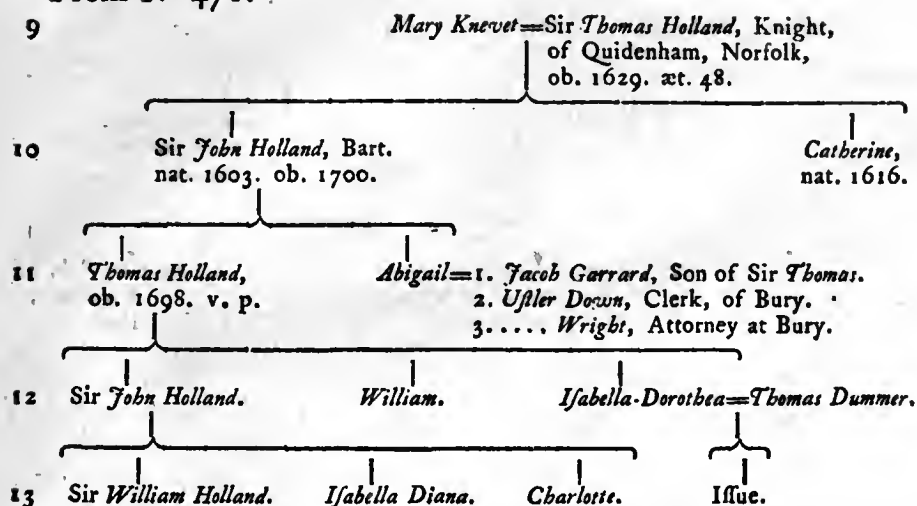 9 Mary Knevet=Sir Thomas Holland, Knight,
of Quidenham, Norfolk,
ob. 1629. æt. 48.
10 Sir John Holland, Bart. Catherine,
nat. 1603. ob. 1700. nat. 1616.
11 Thomas Holland, Abigail=1. Jacob Garrard, Son of Sir Thomas.
ob. 1698. v. p. 2. Uſtler Down, Clerk, of Bury.
3..... Wright, Attorney at Bury.
12 Sir John Holland. William. Iſabella-Dorothea=Thomas Dummer.
13 Sir William Holland. Iſabella Diana. Charlotte. Iſſue.